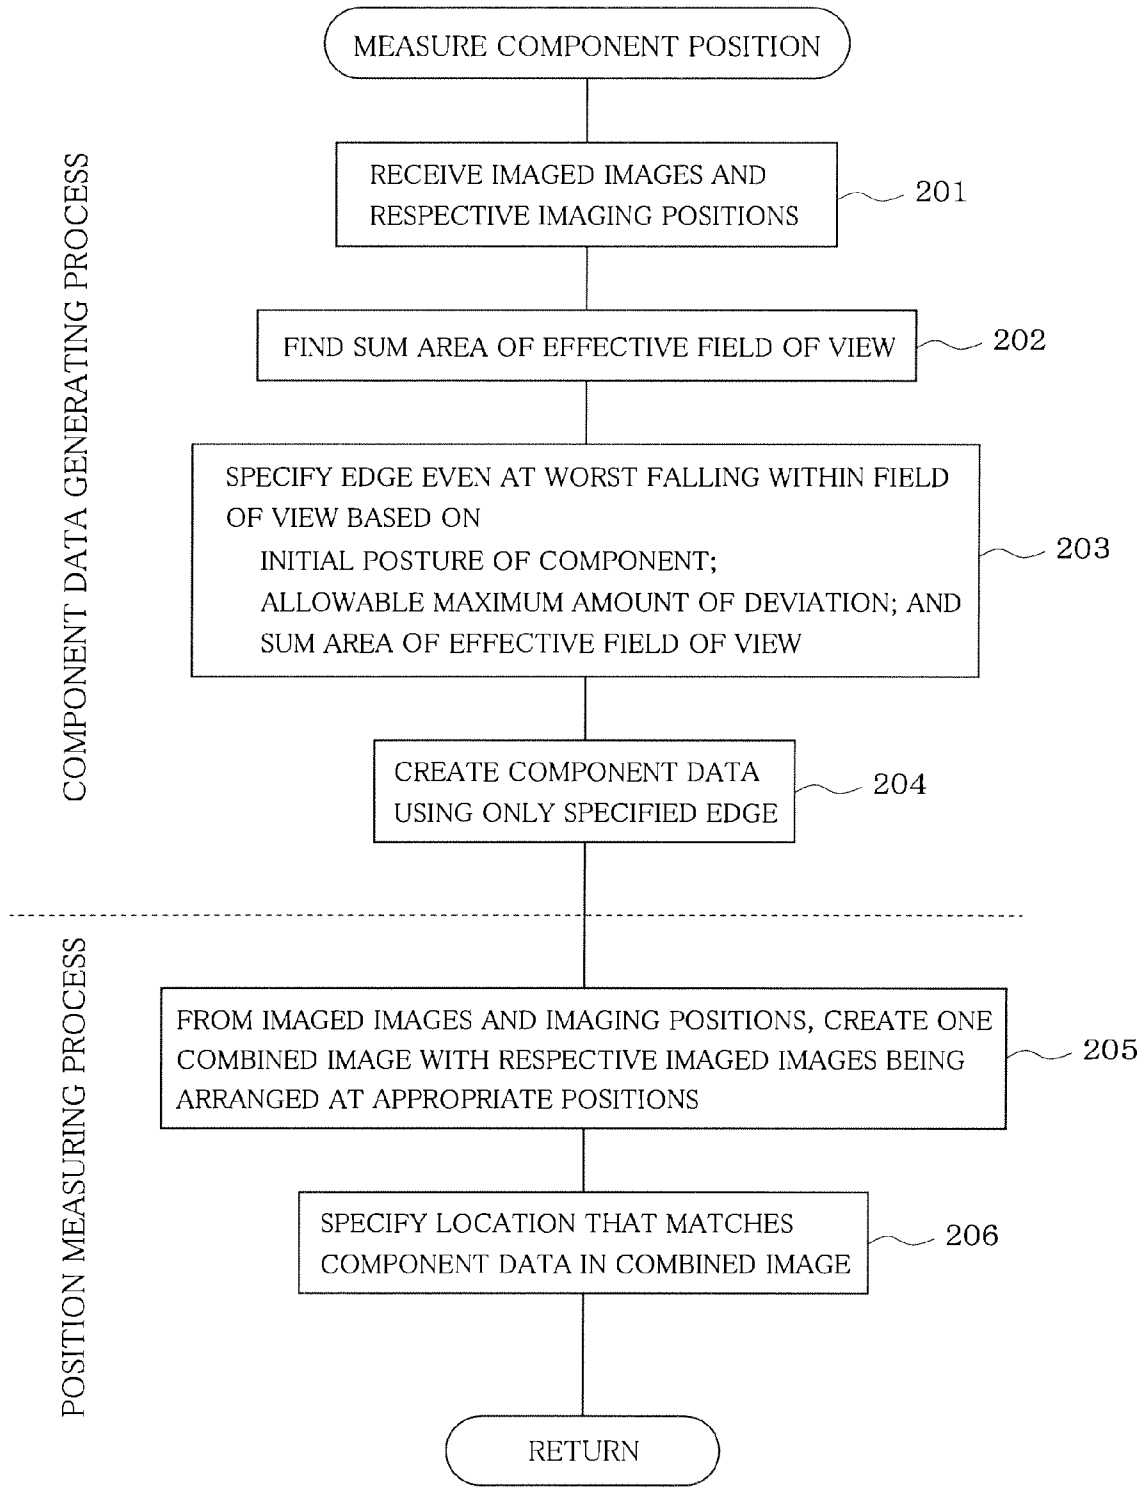 MEASURE COMPONENT POSITION
COMPONENT DATA GENERATING PROCESS
RECEIVE IMAGED IMAGES AND
RESPECTIVE IMAGING POSITIONS
201
FIND SUM AREA OF EFFECTIVE FIELD OF VIEW
202
SPECIFY EDGE EVEN AT WORST FALLING WITHIN FIELD
OF VIEW BASED ON
INITIAL POSTURE OF COMPONENT;
ALLOWABLE MAXIMUM AMOUNT OF DEVIATION; AND
SUM AREA OF EFFECTIVE FIELD OF VIEW
203
CREATE COMPONENT DATA
USING ONLY SPECIFIED EDGE
204
POSITION MEASURING PROCESS
FROM IMAGED IMAGES AND IMAGING POSITIONS, CREATE ONE
COMBINED IMAGE WITH RESPECTIVE IMAGED IMAGES BEING
ARRANGED AT APPROPRIATE POSITIONS
205
SPECIFY LOCATION THAT MATCHES
COMPONENT DATA IN COMBINED IMAGE
206
RETURN